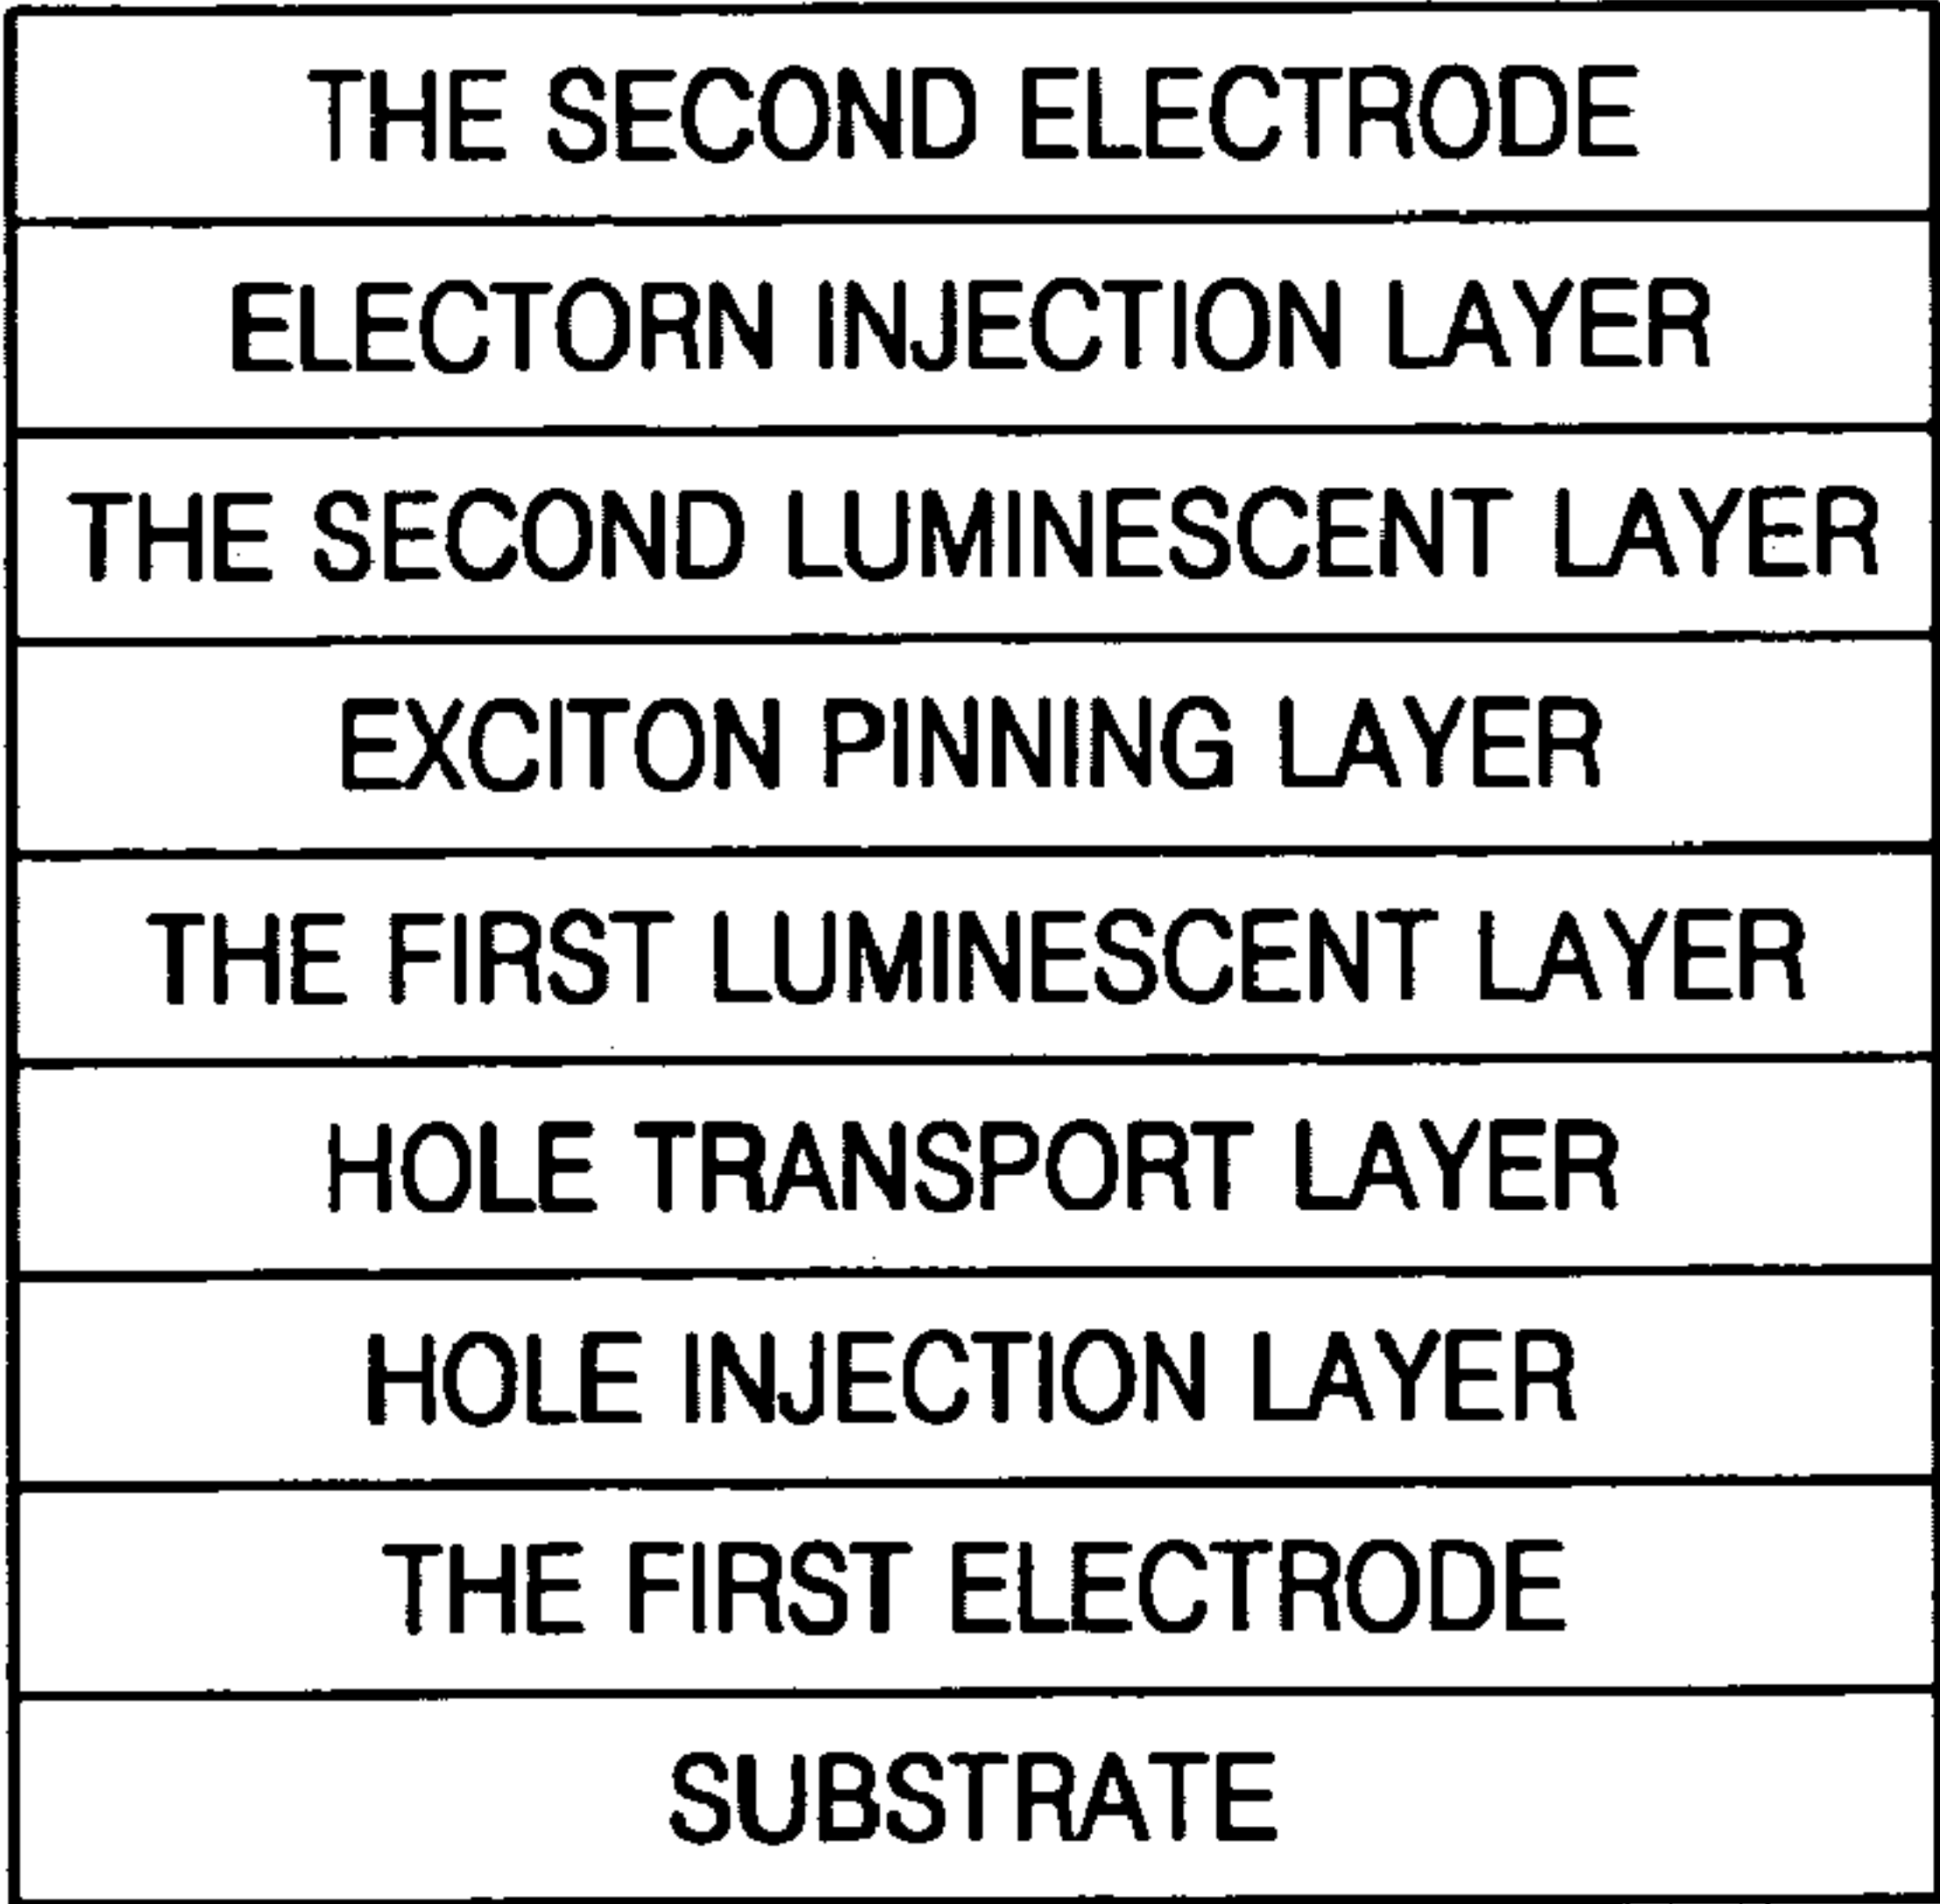 THE SECOND ELECTRODE
ELECTORN INJECTION LAYER
THE SECOND LUMINESCENT LAYER
EXCITON PINNING LAYER
THE FIRST LUMINESCENT LAYER
HOLE TRANSPORT LAYER
HOLE INJECTION LAYER
THE FIRST ELECTRODE
SUBSTRATE